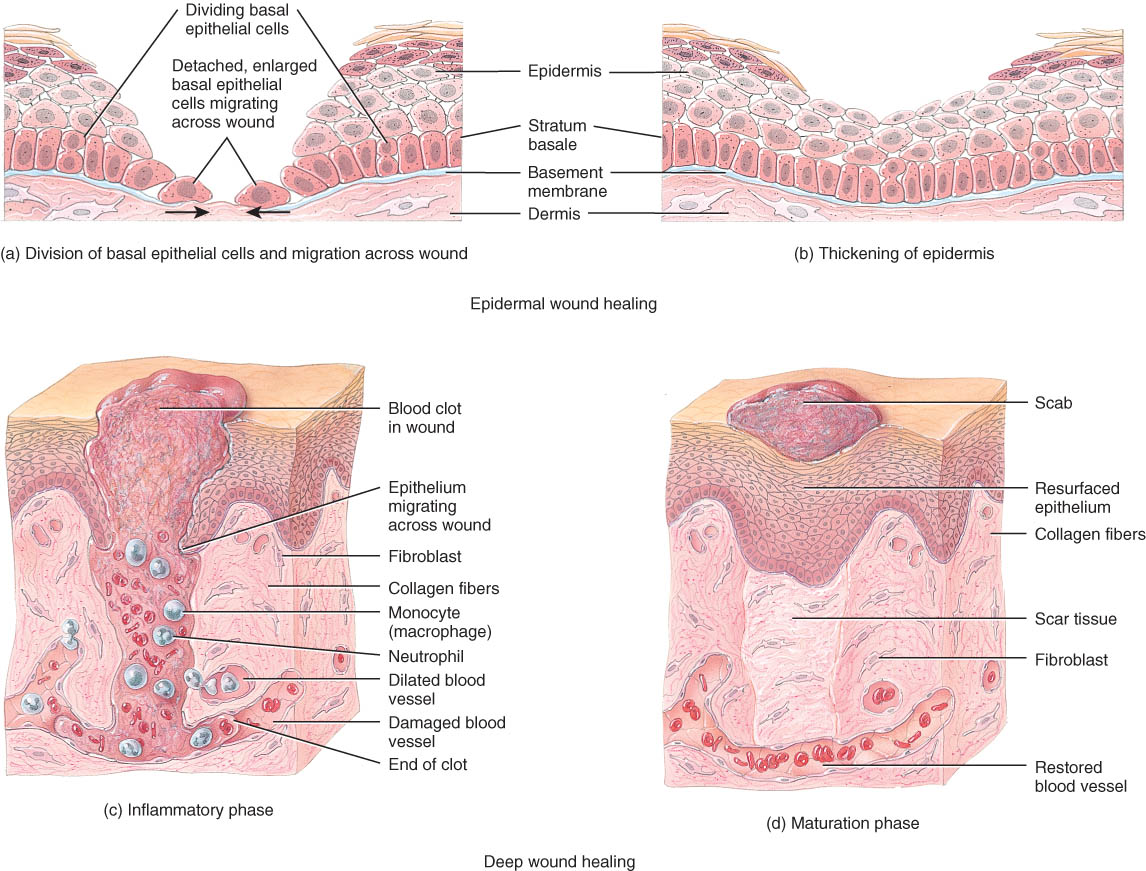 Dividing basal
epithelial cells
Detached, enlarged
basal epithelial
cells migrating
across wound
Epidermis
Stratum
basale
Basement
membrane
Dermis
(a) Division of basal epithelial cells and migration across wound
(b) Thickening of epidermis
Epidermal wound healing
Blood clot
in wound
Epithelium
migrating
across wound
Fibroblast
Collagen fibers
Monocyte
(macrophage)
Neutrophil
Dilated blood
vessel
Damaged blood
vessel
End of clot
(c) Inflammatory phase
Scab
Resurfaced
epithelium
Collagen fibers
Scar tissue
Fibroblast
Restored
blood vessel
(d) Maturation phase
Deep wound healing